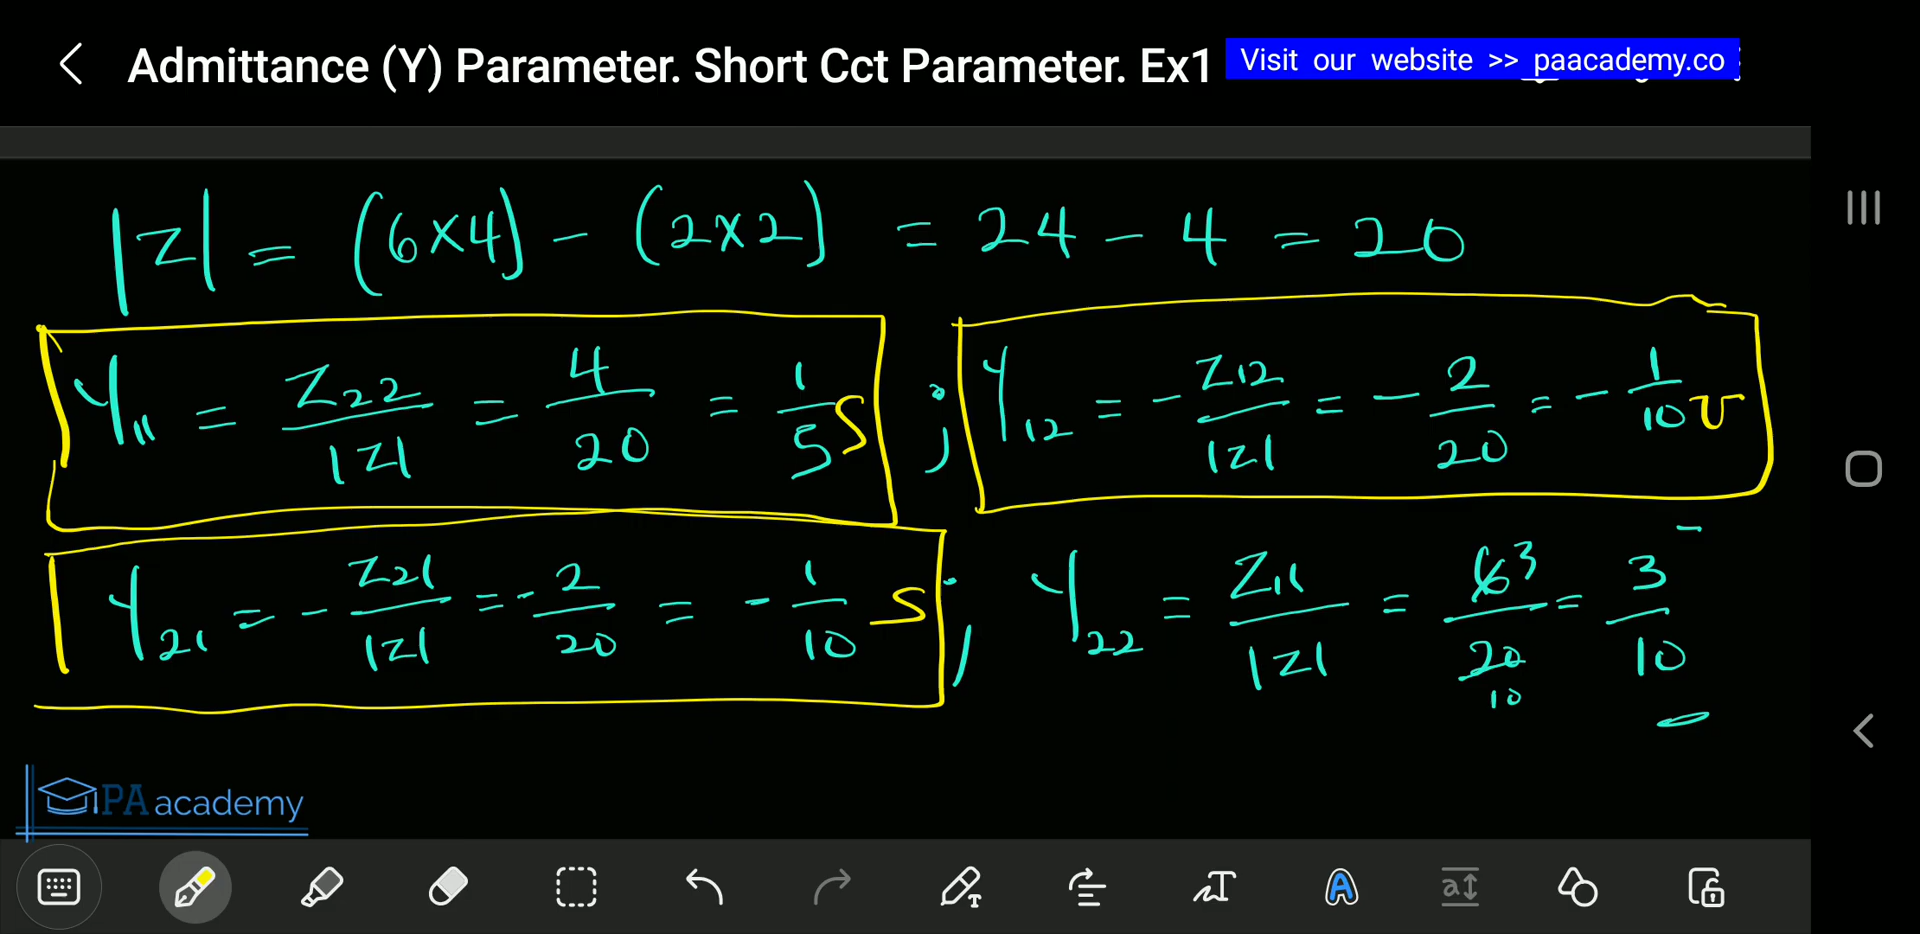 Admittance (Y) Parameter. Short Cct Parameter. Ex1
Visit our website >> paacademy.co
|Z| = (6×4) - (2×2) = 24 - 4 = 20
Y11 = Z22/|Z| = 4/20 = 1/5 S ; Y12 = - Z12/|Z| = - 2/20 = - 1/10 ʊ
Y21 = - Z21/|Z| = - 2/20 = - 1/10 S ; Y22 = Z11/|Z| = 6 3/20 10 = 3/10
PA academy